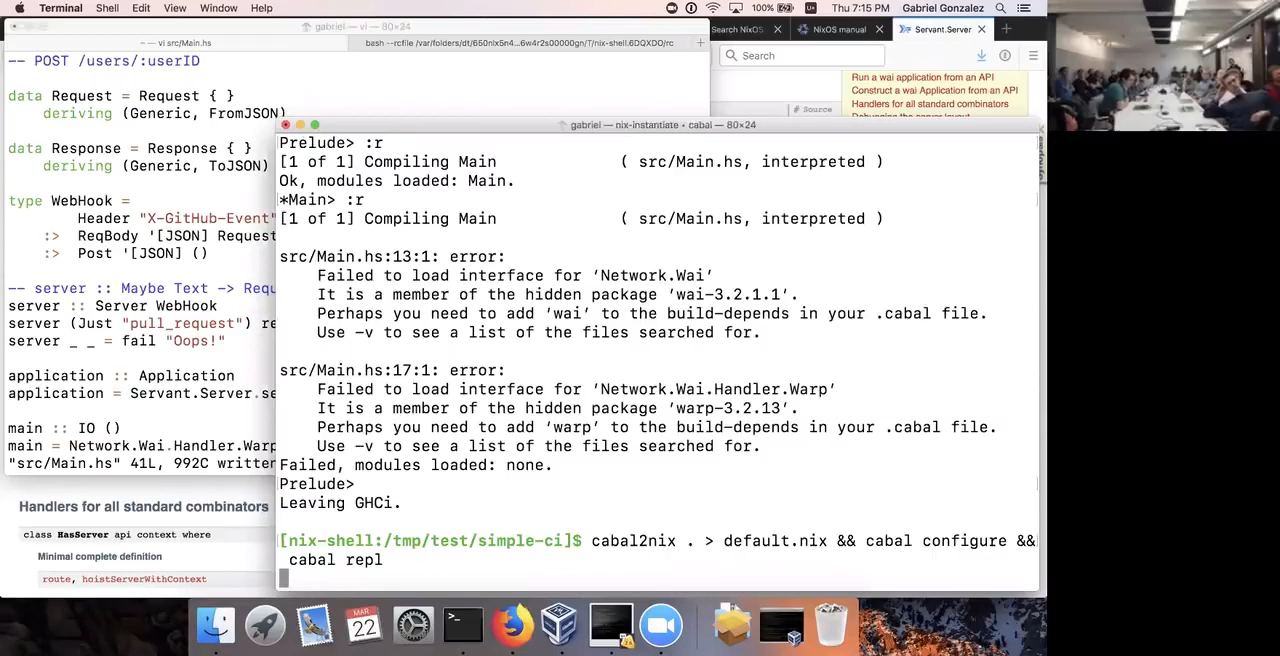 Terminal Shell Edit View Window Help 100% Thu 7:15 PM Gabriel Gonzalez
gabriel — vi — 80×24
— vi src/Main.hs
bash --rcfile /var/folders/dt/650nix5n4...6w4r2s00000gn/T/nix-shell.6DQXDO/rc
Search NixOS
NixOS manual
Servant.Server
Search
Run a wai application from an API
Construct a wai Application from an API
Handlers for all standard combinators
# Source
-- POST /users/:userID
data Request = Request { }
deriving (Generic, FromJSON)
data Response = Response { }
deriving (Generic, ToJSON)
type WebHook =
Header "X-GitHub-Event"
:> ReqBody '[JSON] Request
:> Post '[JSON] ()
-- server :: Maybe Text -> Requ
server :: Server WebHook
server (Just "pull_request") re
server _ _ = fail "Oops!"
application :: Application
application = Servant.Server.se
main :: IO ()
main = Network.Wai.Handler.Warp
"src/Main.hs" 41L, 992C written
gabriel — nix-instantiate • cabal — 80×24
Prelude> :r
[1 of 1] Compiling Main ( src/Main.hs, interpreted )
Ok, modules loaded: Main.
*Main> :r
[1 of 1] Compiling Main ( src/Main.hs, interpreted )
src/Main.hs:13:1: error:
Failed to load interface for ‘Network.Wai’
It is a member of the hidden package ‘wai-3.2.1.1’.
Perhaps you need to add ‘wai’ to the build-depends in your .cabal file.
Use -v to see a list of the files searched for.
src/Main.hs:17:1: error:
Failed to load interface for ‘Network.Wai.Handler.Warp’
It is a member of the hidden package ‘warp-3.2.13’.
Perhaps you need to add ‘warp’ to the build-depends in your .cabal file.
Use -v to see a list of the files searched for.
Failed, modules loaded: none.
Prelude>
Leaving GHCi.
[nix-shell:/tmp/test/simple-ci]$ cabal2nix . > default.nix && cabal configure &&
cabal repl
Handlers for all standard combinators
class HasServer api context where
Minimal complete definition
route, hoistServerWithContext
MAR
22